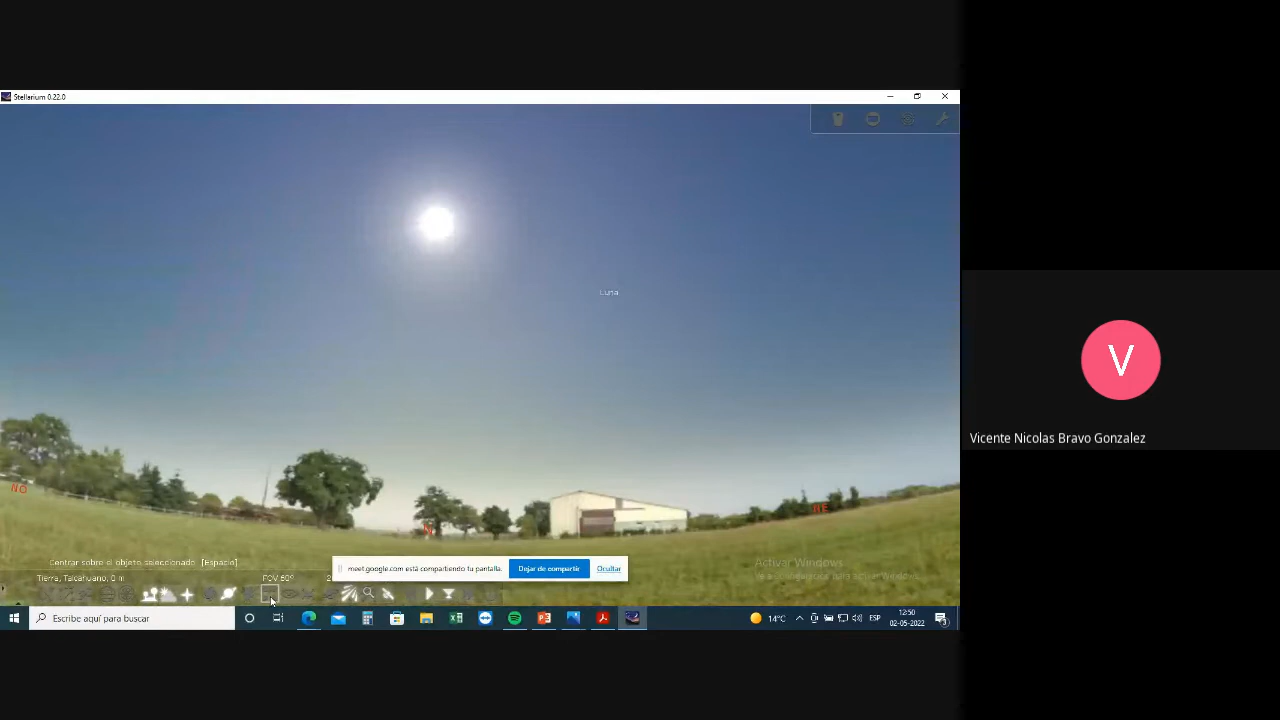 Stellarium 0.22.0
Luna
NO
N
NE
Centrar sobre el objeto seleccionado [Espacio]
Tierra, Talcahuano, 0 m
FOV 60º
meet.google.com está compartiendo tu pantalla.
Dejar de compartir
Ocultar
Activar Windows
Escribe aquí para buscar
14°C
ESP
12:50
02-05-2022
V
Vicente Nicolas Bravo Gonzalez